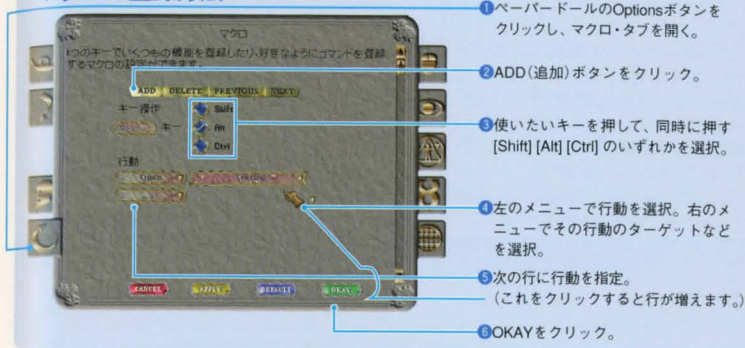 マクロ
1つのキーでいくつもの機能を登録したり、好きなようにコマンドを登録
するマクロの設定ができます。
ADD DELETE PREVIOUS NEXT
キー操作
キー
Shift
Alt
Ctrl
行動
Open
CANCEL APPLY DEFAULT OKAY
❶ペーパードールのOptionsボタンを
クリックし、マクロ・タブを開く。
❷ADD(追加)ボタンをクリック。
❸使いたいキーを押して、同時に押す
[Shift] [Alt] [Ctrl] のいずれかを選択。
❹左のメニューで行動を選択。右のメ
ニューでその行動のターゲットなど
を選択。
❺次の行に行動を指定。
(これをクリックすると行が増えます。)
❻OKAYをクリック。